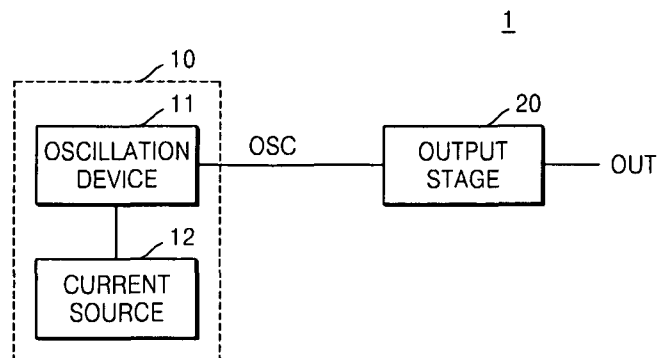 1
10
11
OSCILLATION
DEVICE
OSC
20
OUTPUT
STAGE
OUT
12
CURRENT
SOURCE